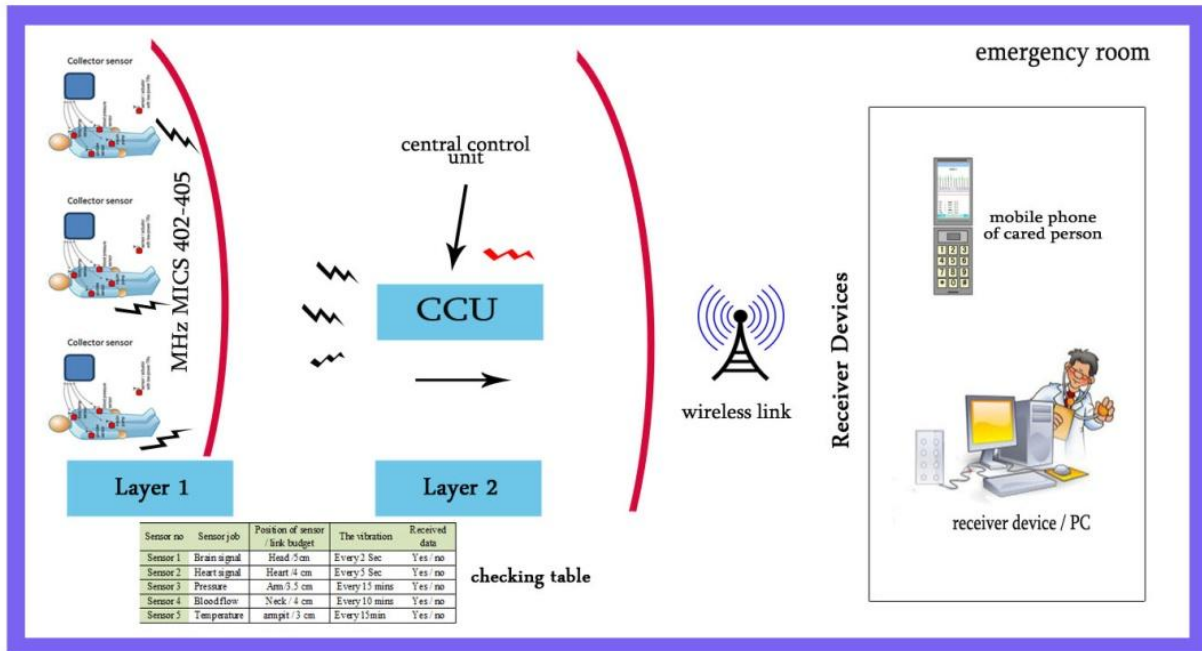 emergency room
Collector sensor
Collector sensor
Collector sensor
MHz MICS 402-405
central control
unit
CCU
wireless link
Receiver Devices
mobile phone
of cared person
receiver device / PC
Layer 1
Layer 2
Sensor no Sensor job Position of sensor / link budget The vibration Received data
Sensor 1 Brain signal Head /5cm Every 2 Sec Yes / no
Sensor 2 Heart signal Heart /4 cm Every 5 Sec Yes / no
Sensor 3 Pressure Arm /3.5 cm Every 15 mins Yes / no
Sensor 4 Blood flow Neck / 4 cm Every 10 mins Yes / no
Sensor 5 Temperature armpit / 3 cm Every 15min Yes / no
checking table